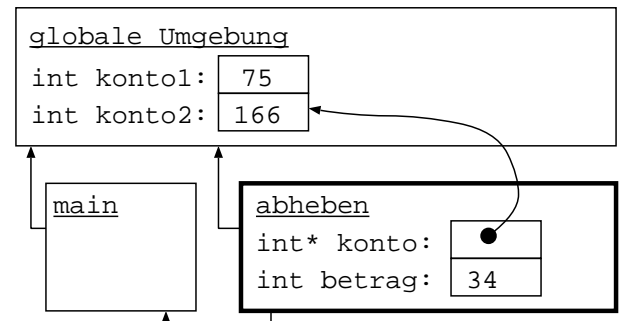 globale Umgebung
int konto1: 75
int konto2: 166
main
abheben
int* konto:
int betrag: 34